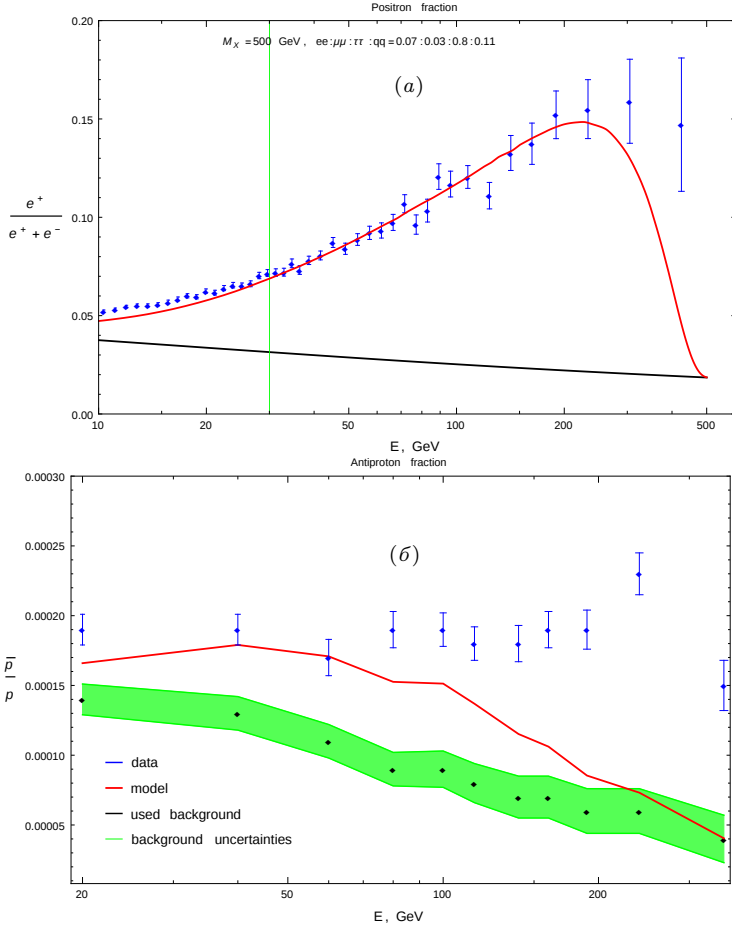 Positron fraction
M_X = 500 GeV, ee:μμ:ττ:qq = 0.07:0.03:0.8:0.11
(а)
0.20
0.15
0.10
0.05
0.00
e⁺
e⁺ + e⁻
10 20 50 100 200 500
E, GeV
Antiproton fraction
(б)
0.00030
0.00025
0.00020
0.00015
0.00010
0.00005
p̅
p
data
model
used background
background uncertainties
20 50 100 200
E, GeV